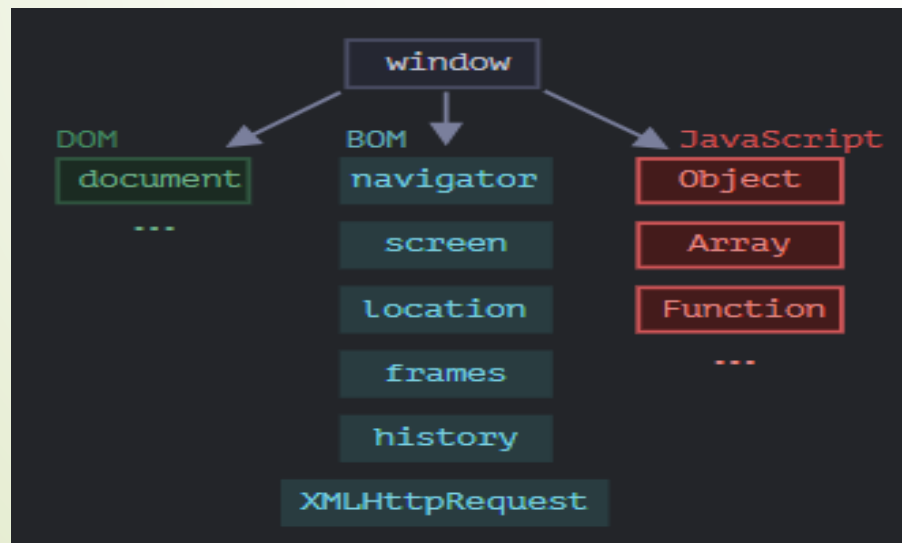 window
DOM BOM JavaScript
document navigator Object
...
screen Array
location Function
frames ...
history
XMLHttpRequest